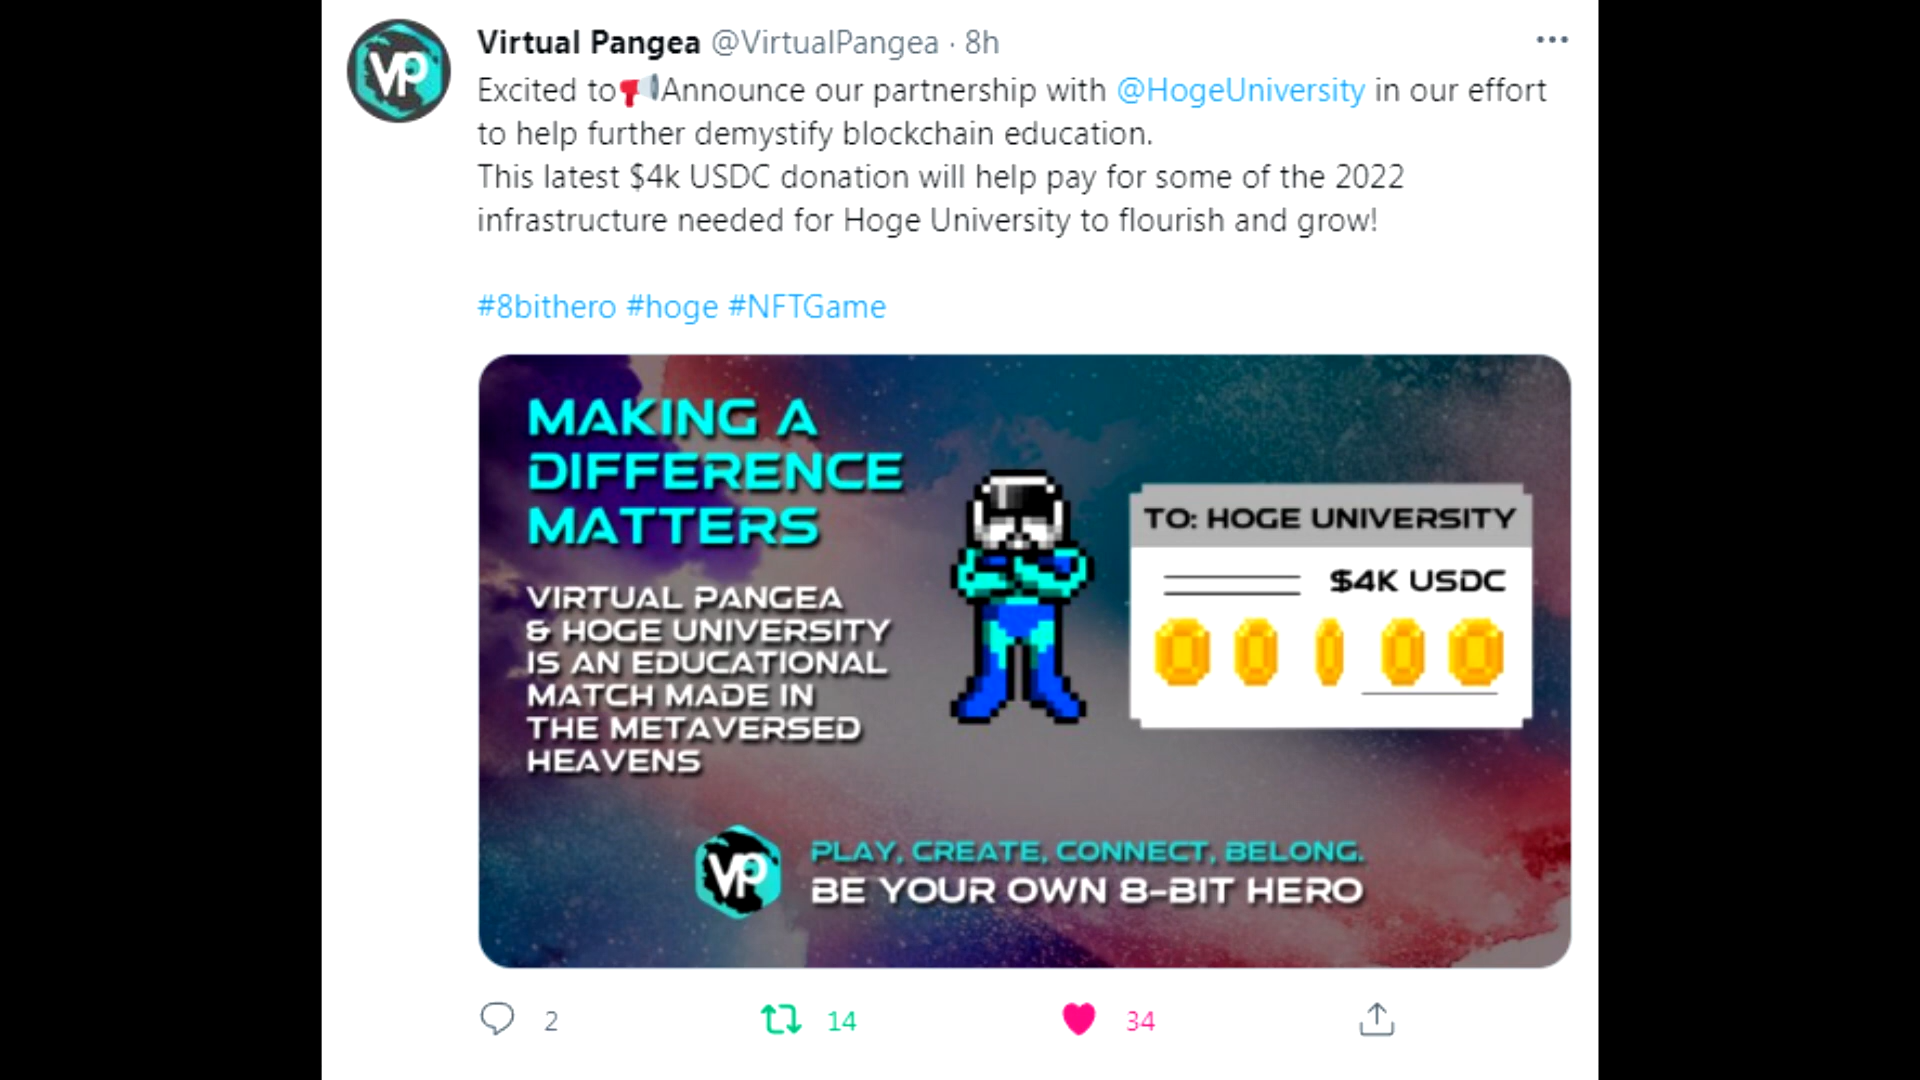 Virtual Pangea @VirtualPangea · 8h
Excited to📢Announce our partnership with @HogeUniversity in our effort
to help further demystify blockchain education.
This latest $4k USDC donation will help pay for some of the 2022
infrastructure needed for Hoge University to flourish and grow!
#8bithero #hoge #NFTGame
MAKING A
DIFFERENCE
MATTERS
VIRTUAL PANGEA
& HOGE UNIVERSITY
IS AN EDUCATIONAL
MATCH MADE IN
THE METAVERSED
HEAVENS
TO: HOGE UNIVERSITY
$4K USDC
VP
PLAY, CREATE, CONNECT, BELONG.
BE YOUR OWN 8-BIT HERO
2
14
34
VP